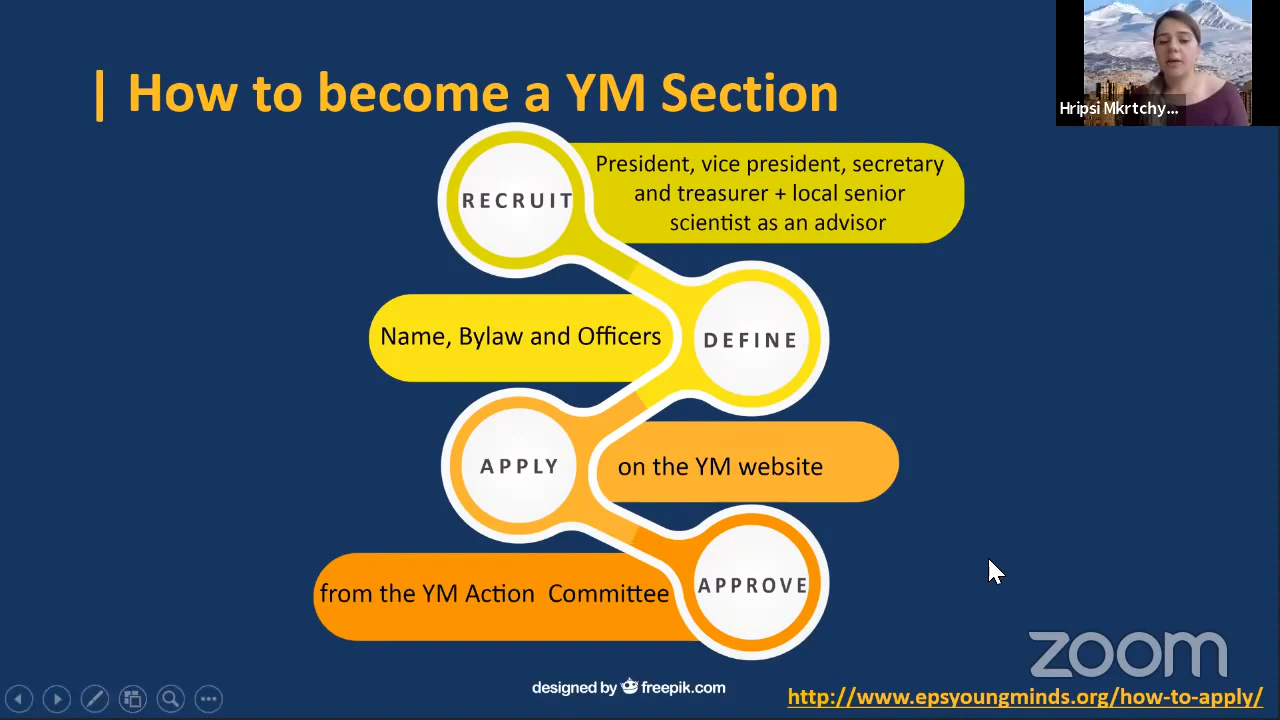 | How to become a YM Section
Hripsi Mkrtchy...
RECRUIT
President, vice president, secretary
and treasurer + local senior
scientist as an advisor
Name, Bylaw and Officers
DEFINE
APPLY
on the YM website
from the YM Action Committee
APPROVE
zoom
designed by freepik.com
http://www.epsyoungminds.org/how-to-apply/